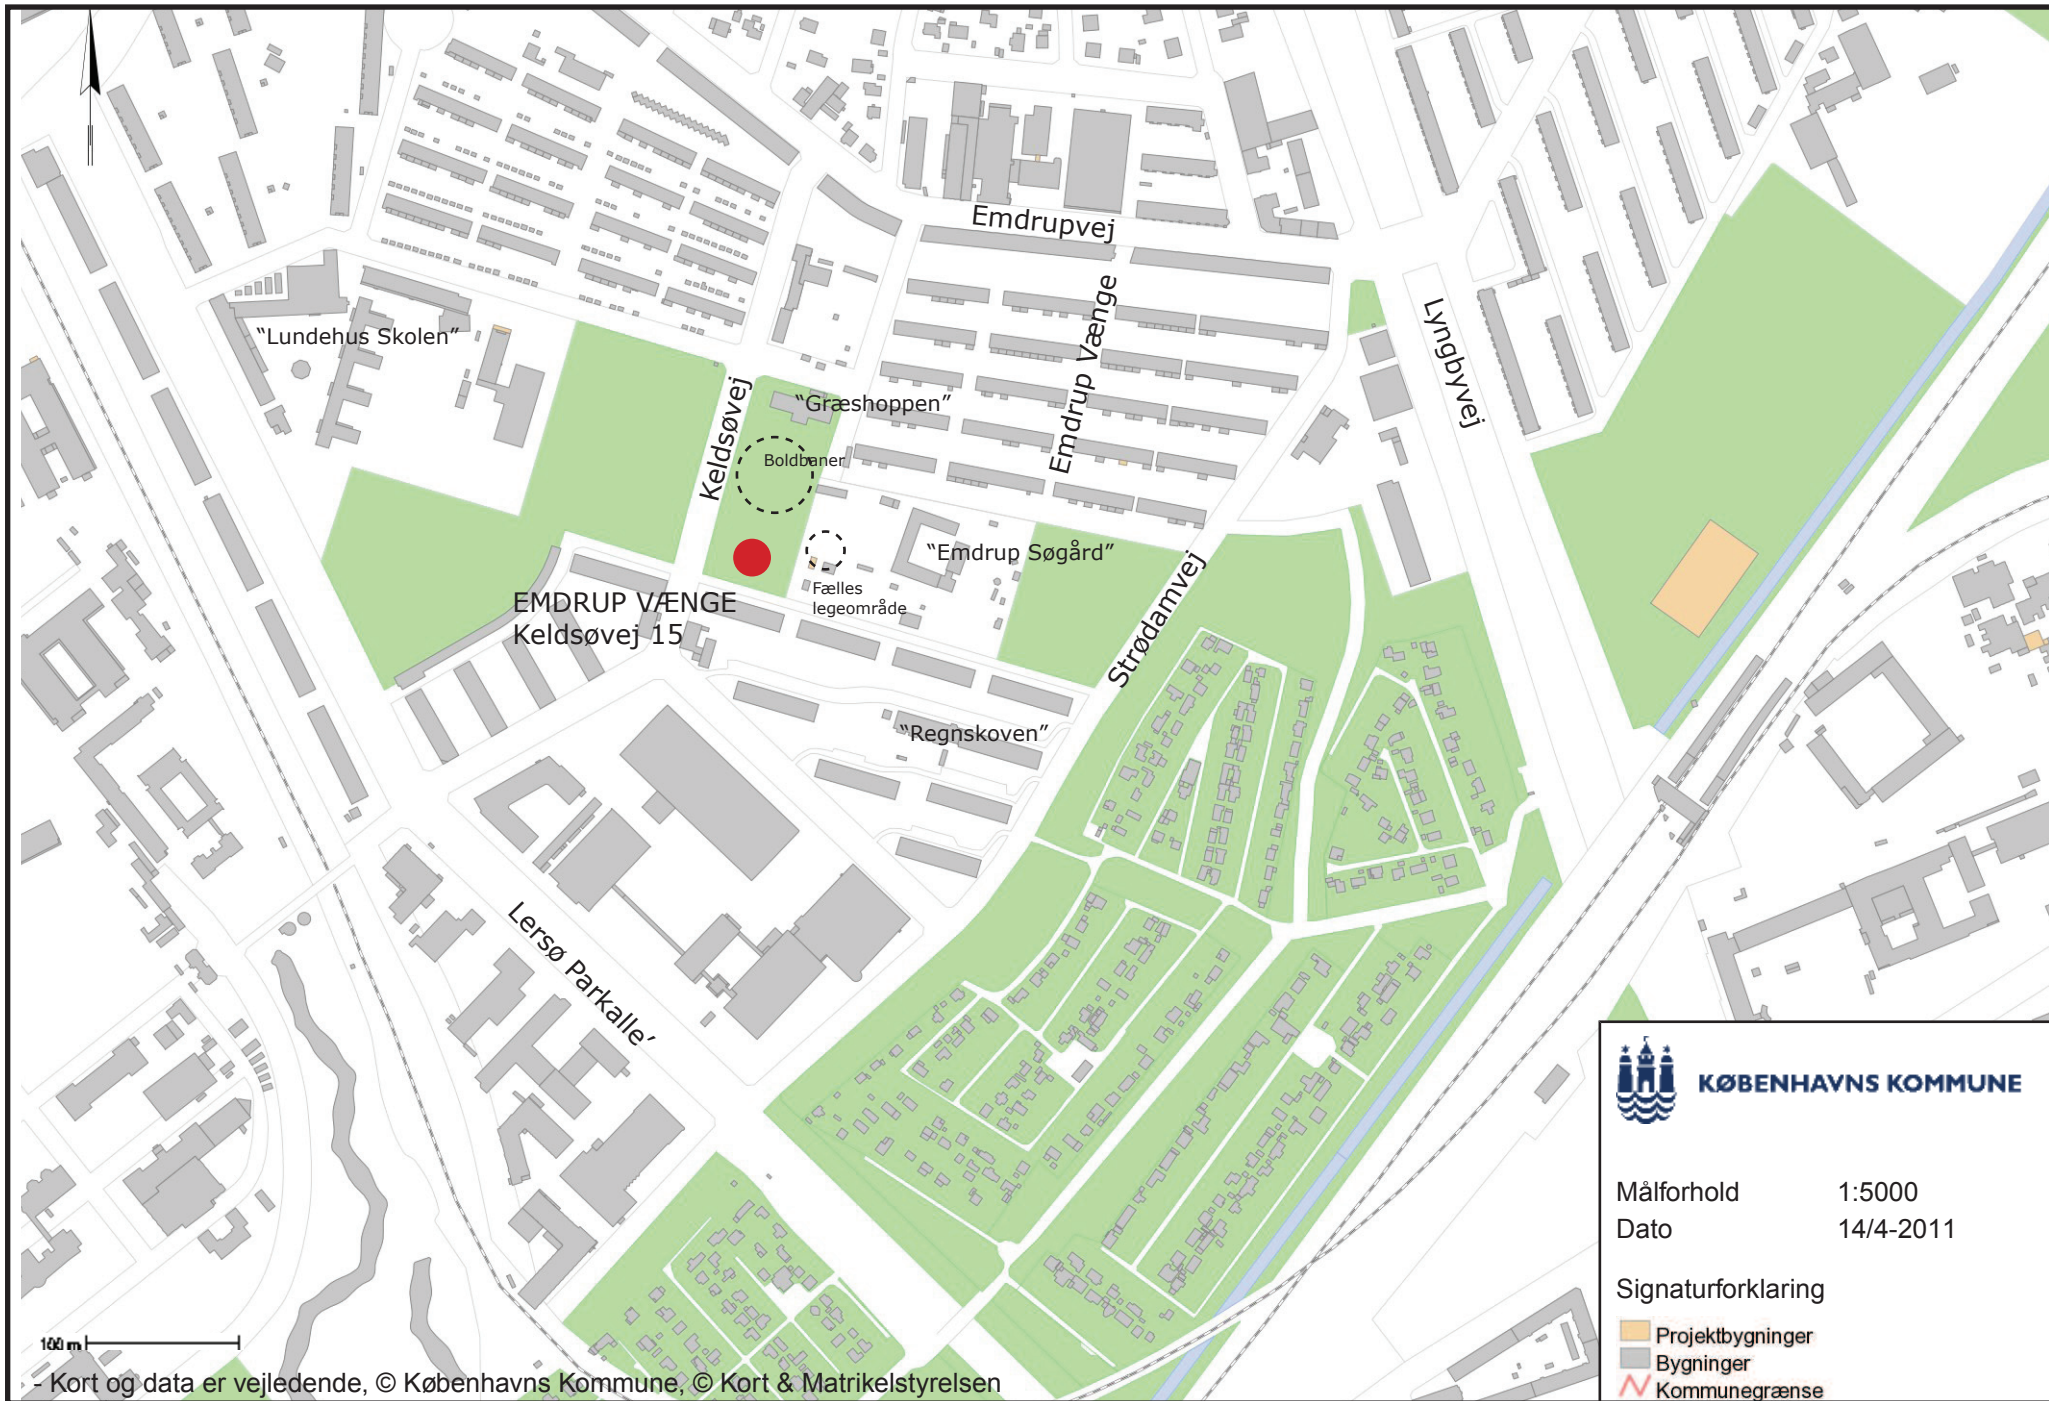 Emdrupvej
Emdrup Vænge
Lyngbyvej
“Lundehus Skolen”
Keldsøvej
“Græshoppen”
Boldbaner
“Emdrup Søgård”
Fælles
legeområde
Strødamvej
EMDRUP VÆNGE
Keldsøvej 15
“Regnskoven”
Lersø Parkalle’
KØBENHAVNS KOMMUNE
Målforhold 1:5000
Dato 14/4-2011
Signaturforklaring
Projektbygninger
Bygninger
Kommunegrænse
100 m
- Kort og data er vejledende, © Københavns Kommune, © Kort & Matrikelstyrelsen